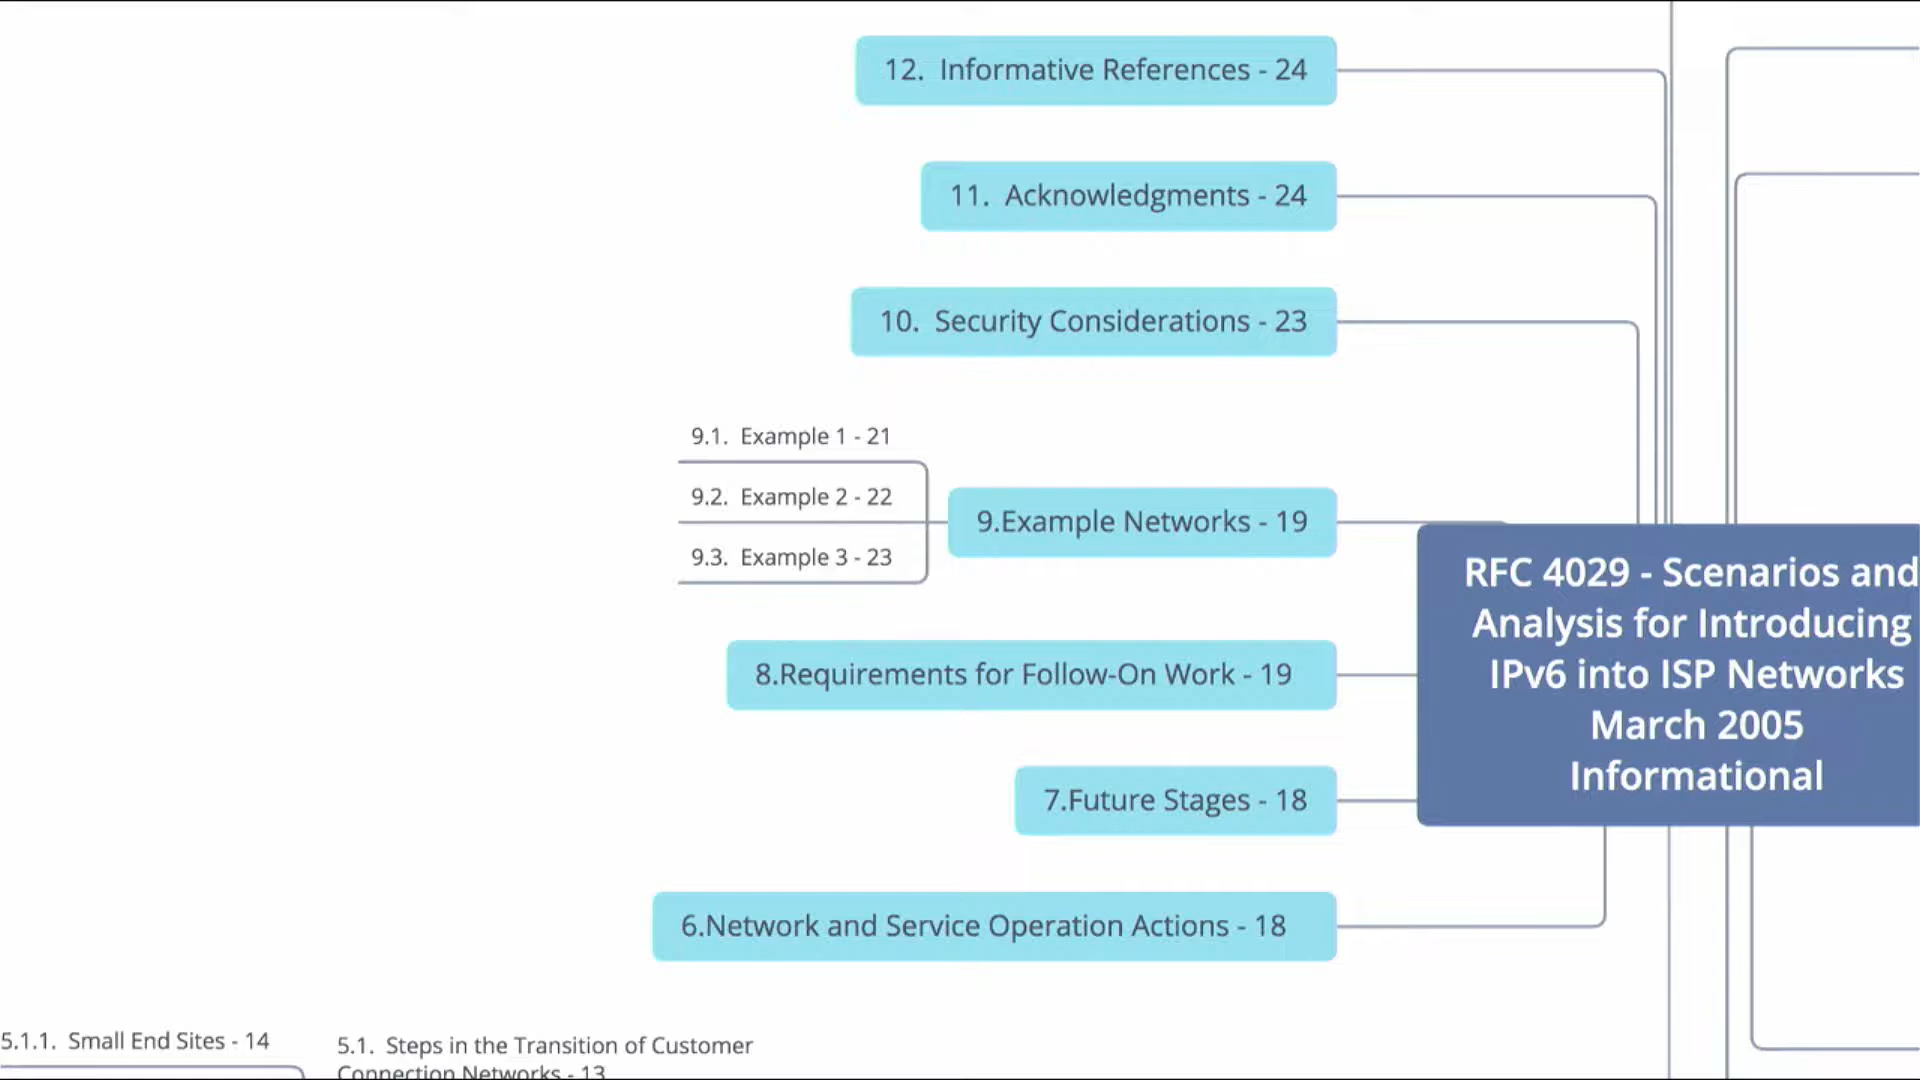 12.  Informative References - 24
11.  Acknowledgments - 24
10.  Security Considerations - 23
9.1.  Example 1 - 21
9.2.  Example 2 - 22
9.3.  Example 3 - 23
9.Example Networks - 19
RFC 4029 - Scenarios and
Analysis for Introducing
IPv6 into ISP Networks
March 2005
Informational
8.Requirements for Follow-On Work - 19
7.Future Stages - 18
6.Network and Service Operation Actions - 18
5.1.1.  Small End Sites - 14
5.1.  Steps in the Transition of Customer
Connection Networks - 13